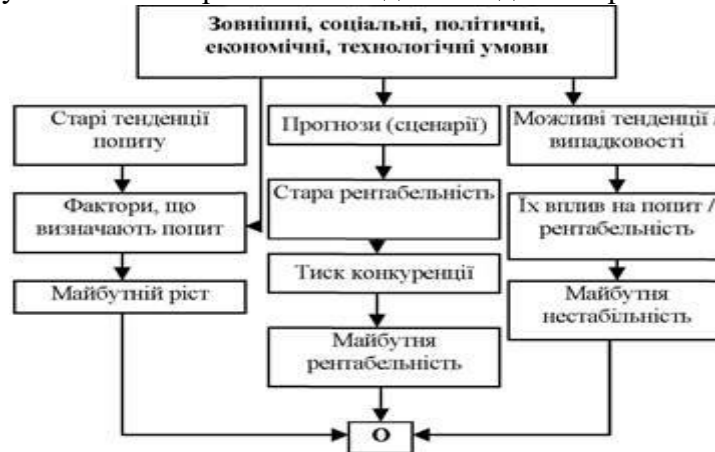 Зовнішні, соціальні, політичні,
економічні, технологічні умови
Старі тенденції
попиту
Прогнози (сценарії)
Можливі тенденції /
випадковості
Фактори, що
визначають попит
Стара рентабельність
Їх вплив на попит /
рентабельність
Майбутній ріст
Тиск конкуренції
Майбутня
нестабільність
Майбутня
рентабельність
О